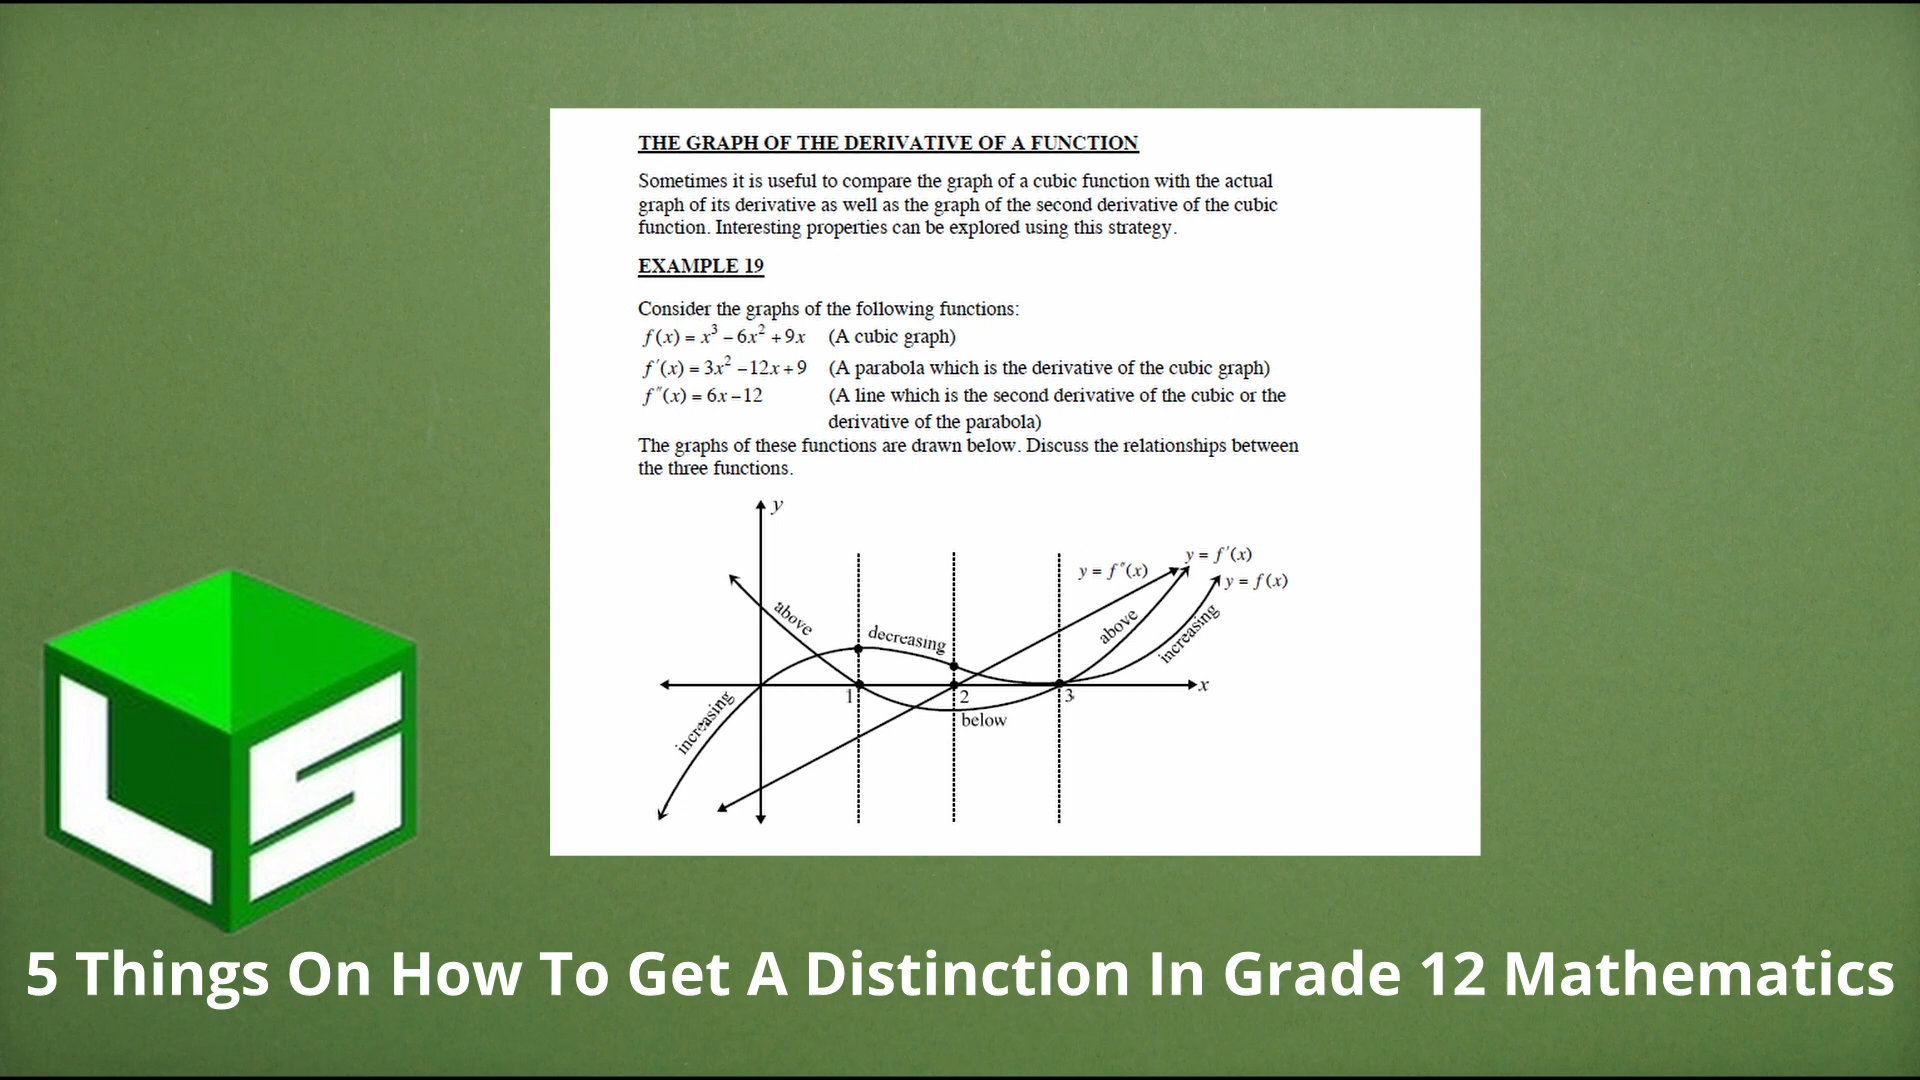 THE GRAPH OF THE DERIVATIVE OF A FUNCTION
Sometimes it is useful to compare the graph of a cubic function with the actual
graph of its derivative as well as the graph of the second derivative of the cubic
function. Interesting properties can be explored using this strategy.
EXAMPLE 19
Consider the graphs of the following functions:
f(x) = x³ − 6x² + 9x (A cubic graph)
f′(x) = 3x² − 12x + 9 (A parabola which is the derivative of the cubic graph)
f″(x) = 6x − 12 (A line which is the second derivative of the cubic or the
derivative of the parabola)
The graphs of these functions are drawn below. Discuss the relationships between
the three functions.
y
y = f′(x)
y = f″(x)
y = f(x)
above
decreasing
above
increasing
x
1
2
3
increasing
below
LS
5 Things On How To Get A Distinction In Grade 12 Mathematics